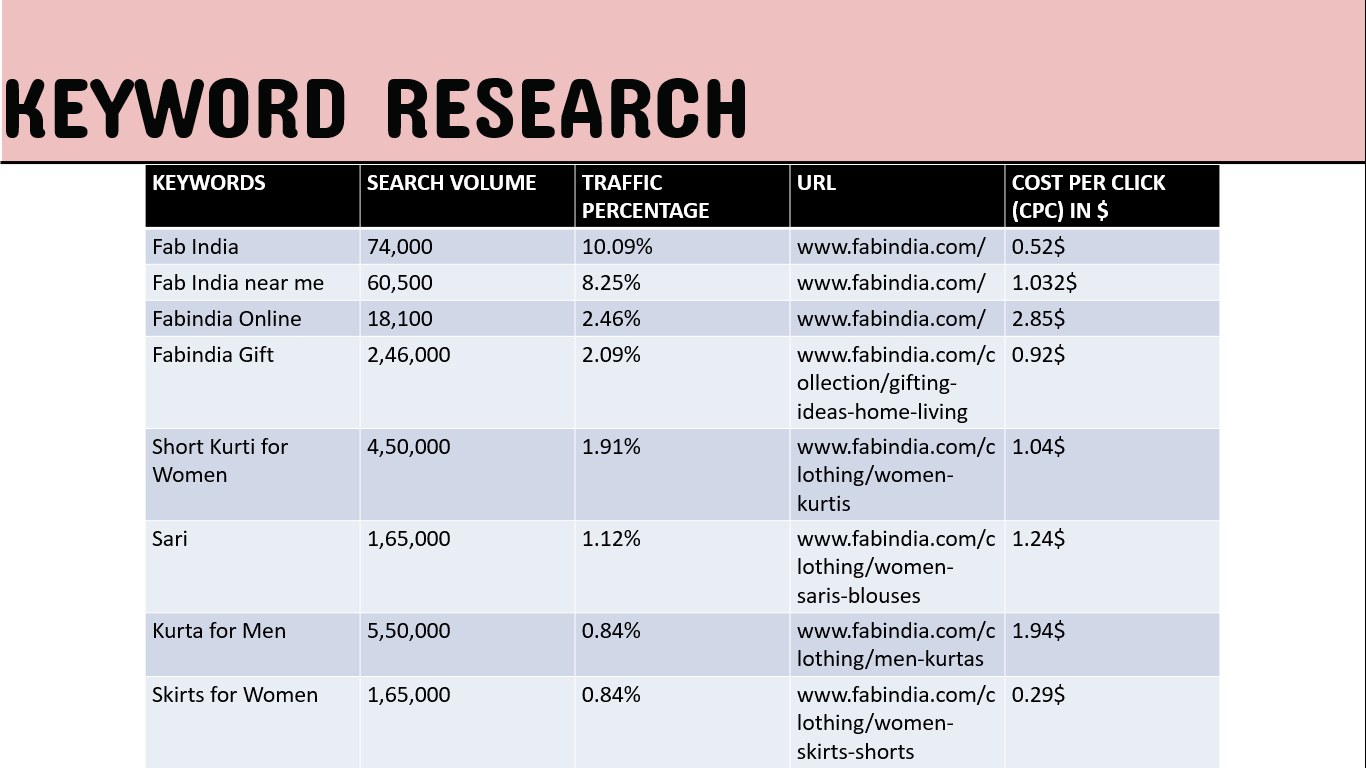 KEYWORD RESEARCH
KEYWORDS SEARCH VOLUME TRAFFIC PERCENTAGE URL COST PER CLICK (CPC) IN $
Fab India 74,000 10.09% www.fabindia.com/ 0.52$
Fab India near me 60,500 8.25% www.fabindia.com/ 1.032$
Fabindia Online 18,100 2.46% www.fabindia.com/ 2.85$
Fabindia Gift 2,46,000 2.09% www.fabindia.com/collection/gifting-ideas-home-living 0.92$
Short Kurti for Women 4,50,000 1.91% www.fabindia.com/clothing/women-kurtis 1.04$
Sari 1,65,000 1.12% www.fabindia.com/clothing/women-saris-blouses 1.24$
Kurta for Men 5,50,000 0.84% www.fabindia.com/clothing/men-kurtas 1.94$
Skirts for Women 1,65,000 0.84% www.fabindia.com/clothing/women-skirts-shorts 0.29$